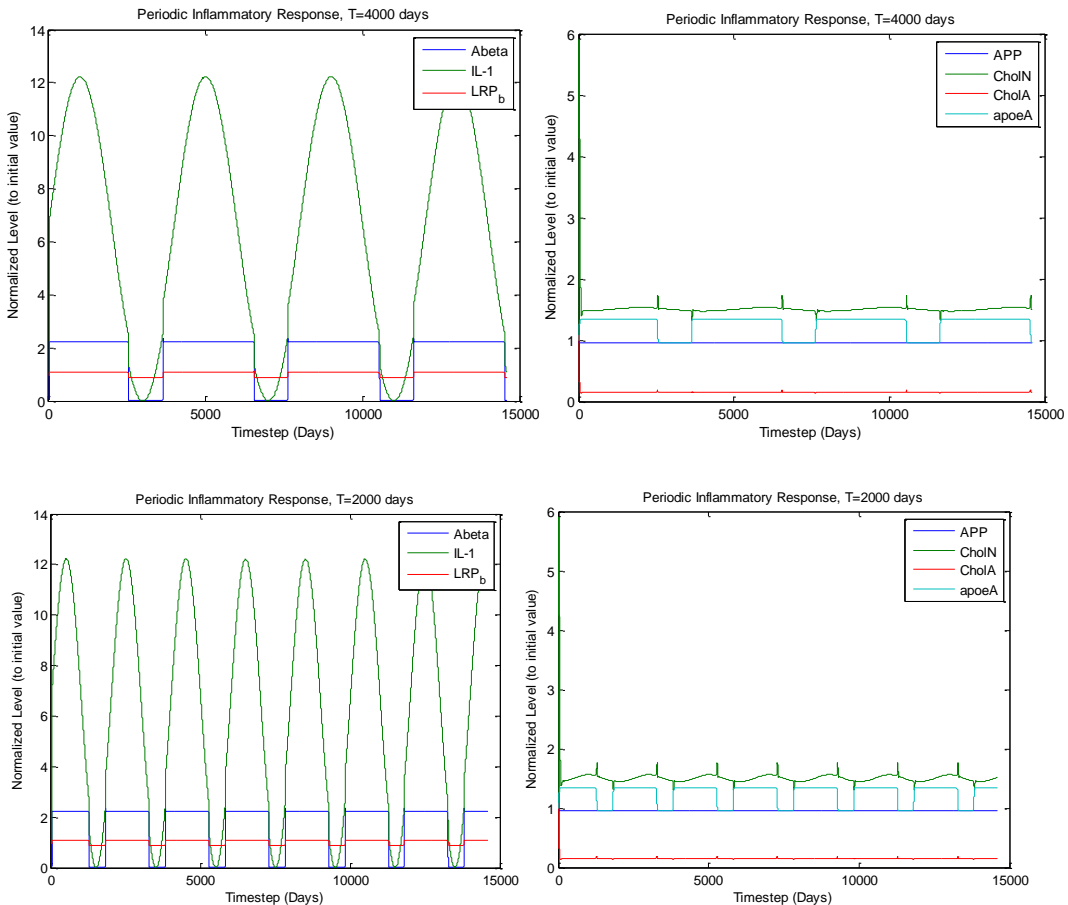 Periodic Inflammatory Response, T=4000 days
Normalized Level (to initial value)
14
12
10
8
6
4
2
0
0
5000
10000
15000
Timestep (Days)
Abeta
IL-1
LRP_b
Periodic Inflammatory Response, T=4000 days
Normalized Level (to initial value)
6
5
4
3
2
1
0
0
5000
10000
15000
Timestep (Days)
APP
CholN
CholA
apoeA
Periodic Inflammatory Response, T=2000 days
Normalized Level (to initial value)
14
12
10
8
6
4
2
0
0
5000
10000
15000
Timestep (Days)
Abeta
IL-1
LRP_b
Periodic Inflammatory Response, T=2000 days
Normalized Level (to initial value)
6
5
4
3
2
1
0
0
5000
10000
15000
Timestep (Days)
APP
CholN
CholA
apoeA